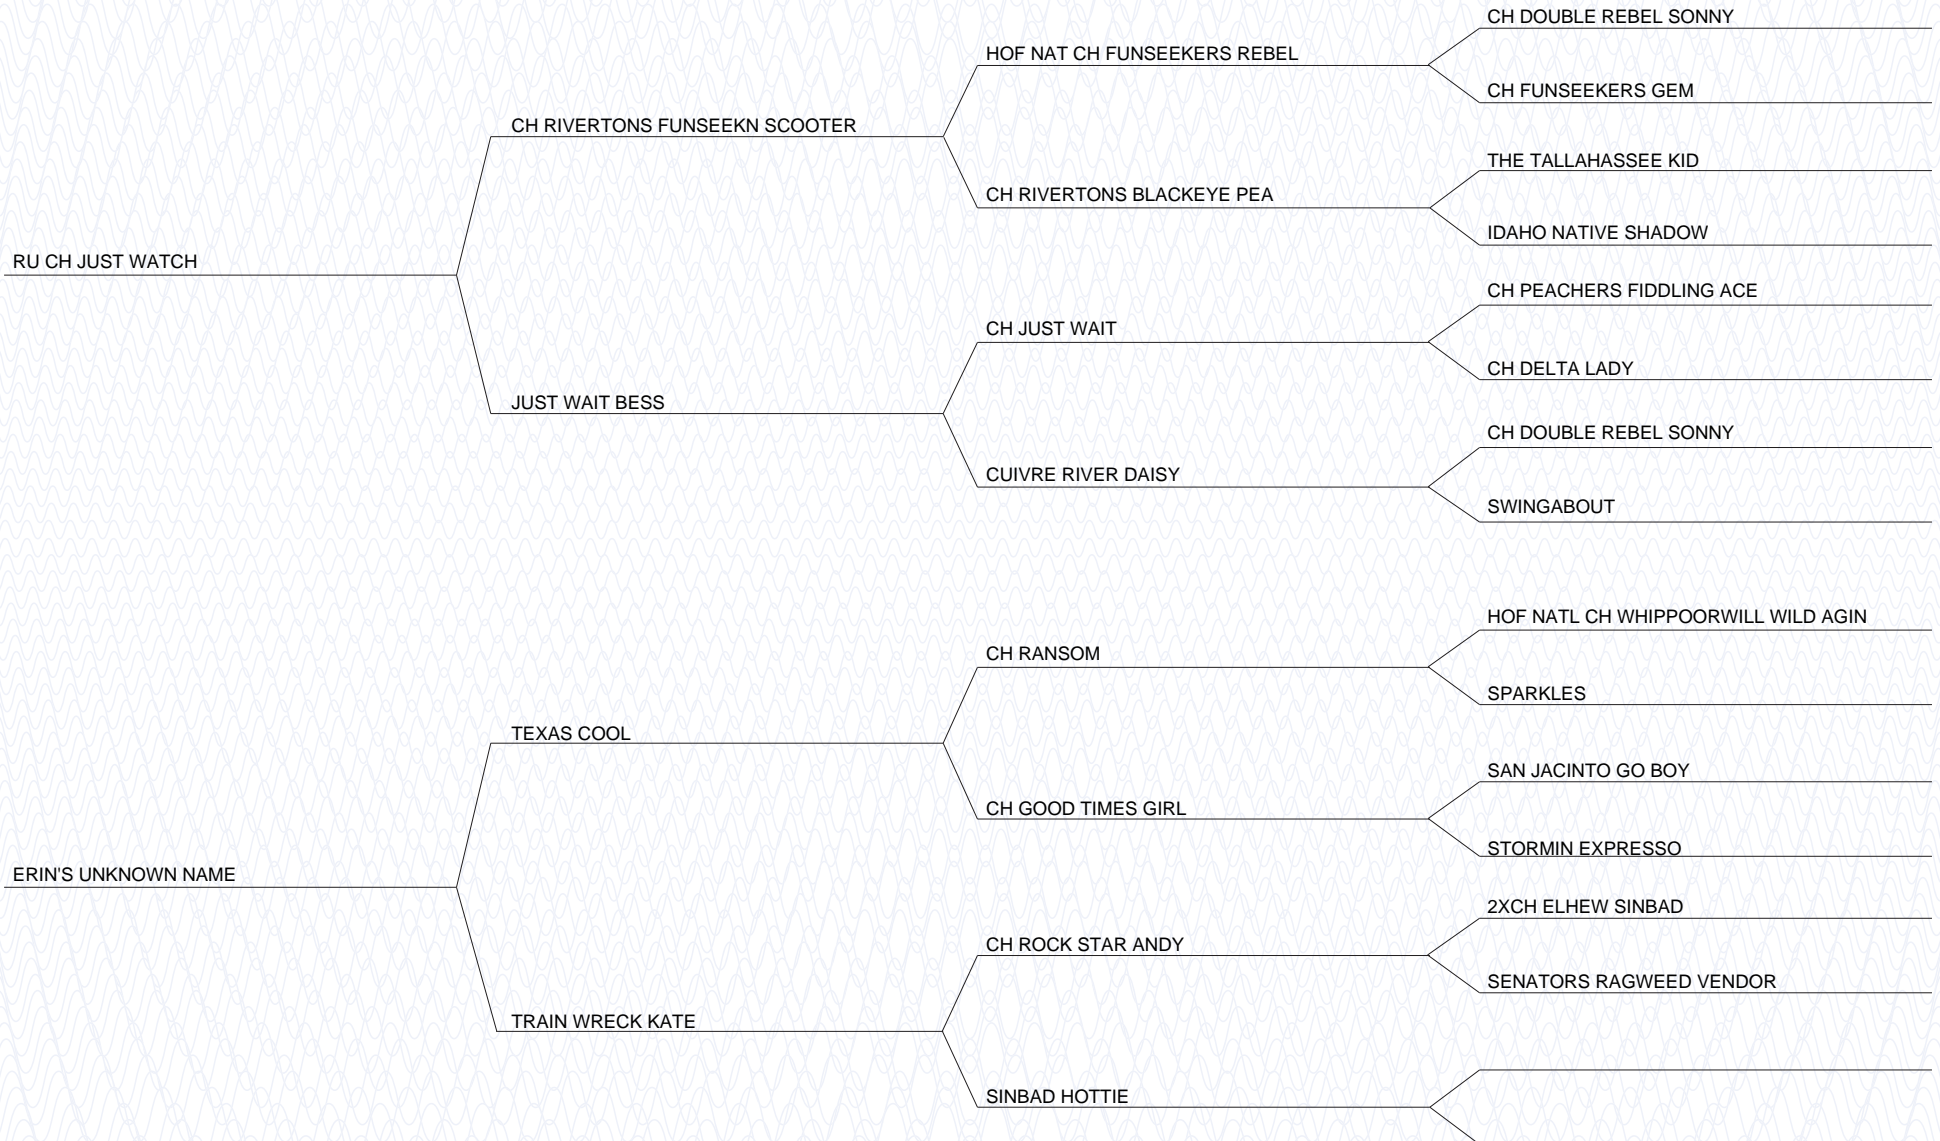 CH DOUBLE REBEL SONNY
HOF NAT CH FUNSEEKERS REBEL
CH FUNSEEKERS GEM
CH RIVERTONS FUNSEEKN SCOOTER
THE TALLAHASSEE KID
CH RIVERTONS BLACKEYE PEA
IDAHO NATIVE SHADOW
RU CH JUST WATCH
CH PEACHERS FIDDLING ACE
CH JUST WAIT
CH DELTA LADY
JUST WAIT BESS
CH DOUBLE REBEL SONNY
CUIVRE RIVER DAISY
SWINGABOUT
HOF NATL CH WHIPPOORWILL WILD AGIN
CH RANSOM
SPARKLES
TEXAS COOL
SAN JACINTO GO BOY
CH GOOD TIMES GIRL
STORMIN EXPRESSO
ERIN'S UNKNOWN NAME
2XCH ELHEW SINBAD
CH ROCK STAR ANDY
SENATORS RAGWEED VENDOR
TRAIN WRECK KATE
SINBAD HOTTIE